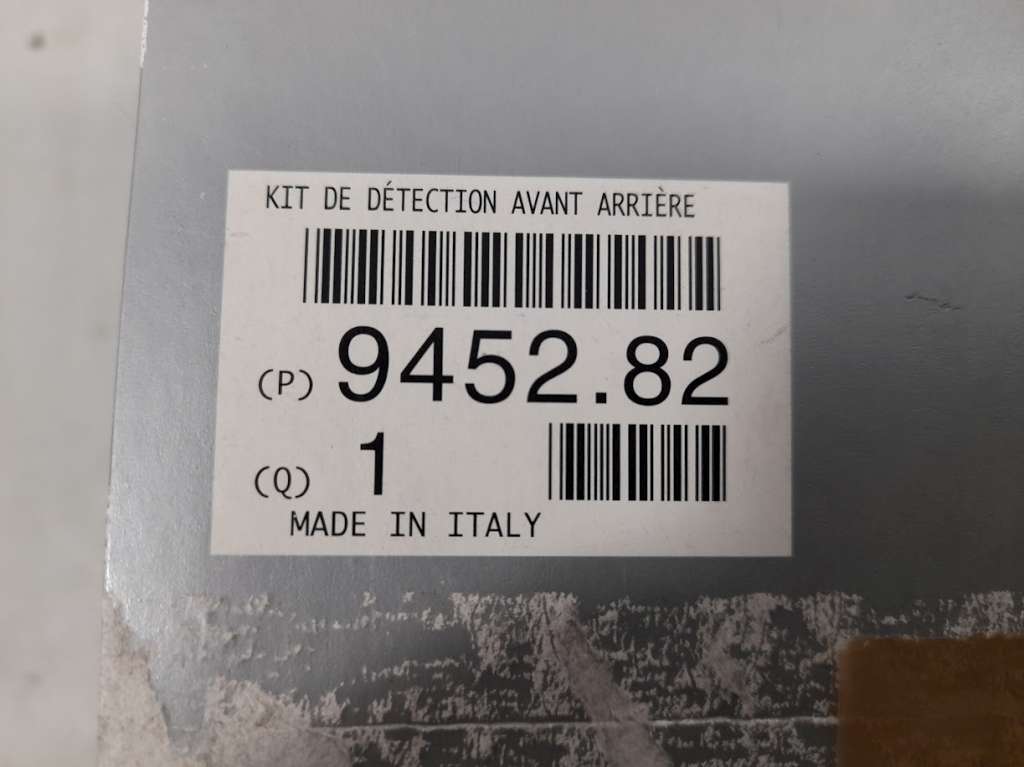 KIT DE DÉTECTION AVANT ARRIÈRE
(P) 9452.82
(Q) 1
MADE IN ITALY